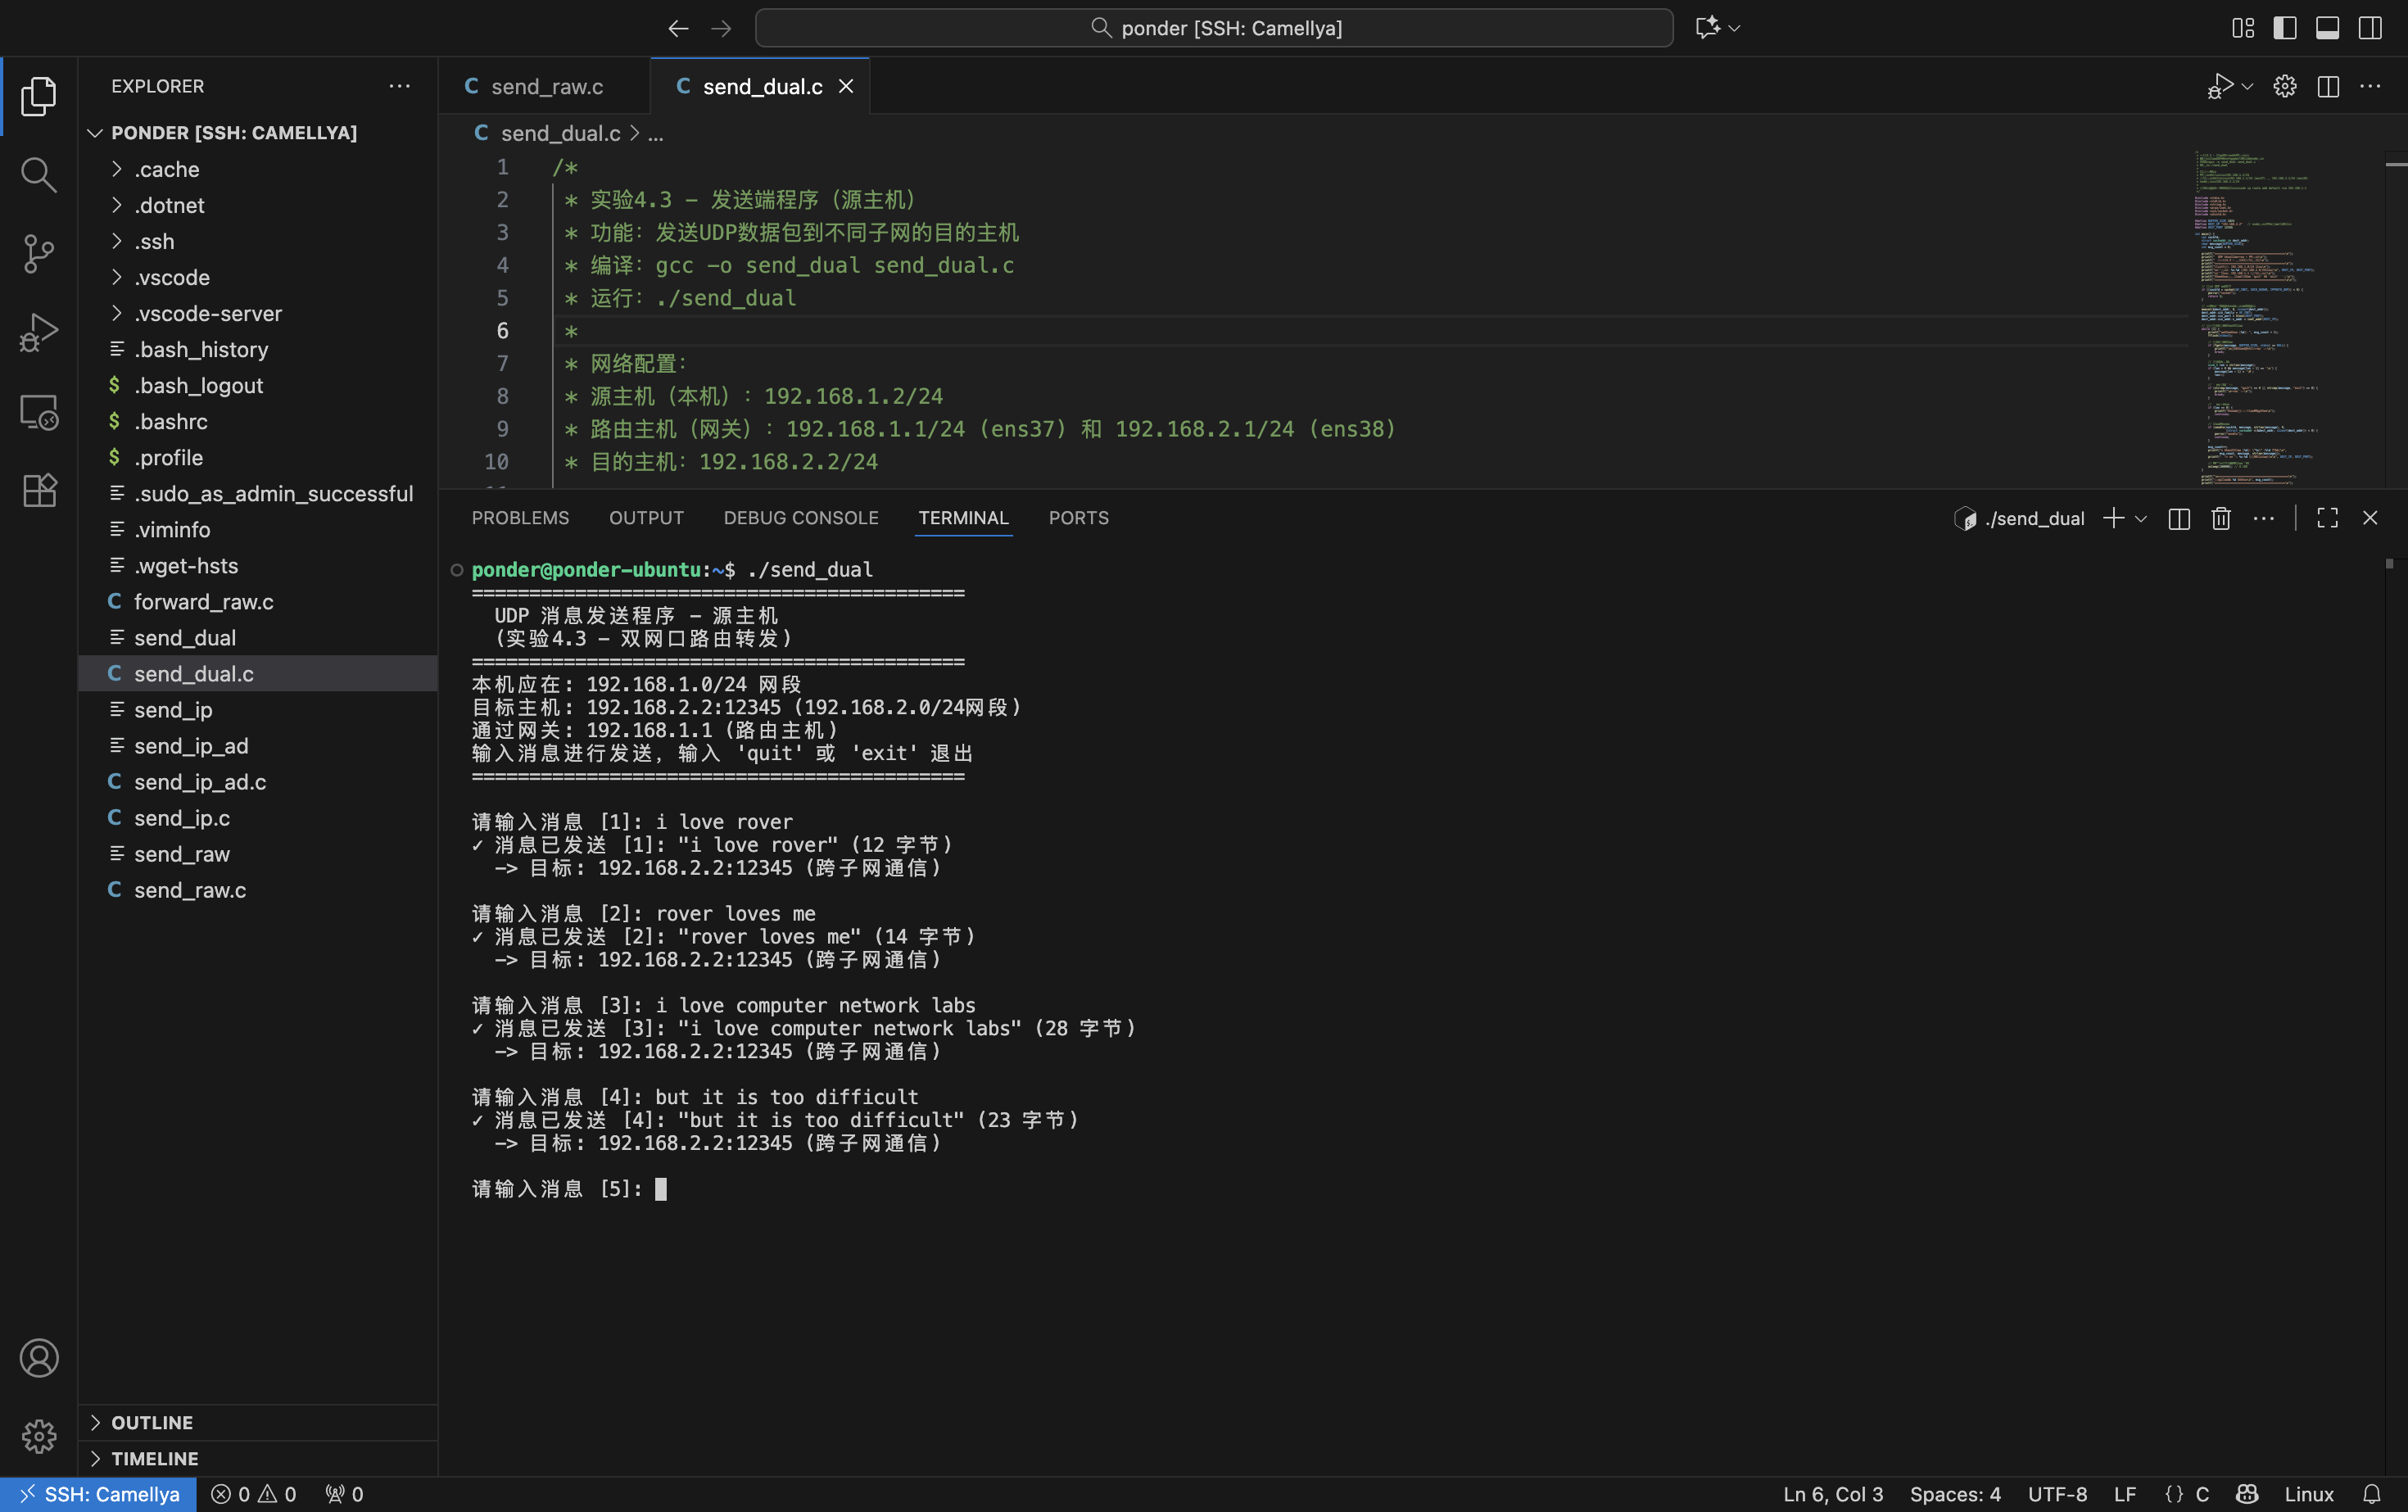 ponder [SSH: Camellya]
EXPLORER
PONDER [SSH: CAMELLYA]
.cache
.dotnet
.ssh
.vscode
.vscode-server
.bash_history
.bash_logout
.bashrc
.profile
.sudo_as_admin_successful
.viminfo
.wget-hsts
forward_raw.c
send_dual
send_dual.c
send_ip
send_ip_ad
send_ip_ad.c
send_ip.c
send_raw
send_raw.c
OUTLINE
TIMELINE
send_raw.c
send_dual.c
send_dual.c > ...
1 /*
2 * 实验4.3 - 发送端程序（源主机）
3 * 功能：发送UDP数据包到不同子网的目的主机
4 * 编译：gcc -o send_dual send_dual.c
5 * 运行：./send_dual
6 *
7 * 网络配置：
8 * 源主机（本机）：192.168.1.2/24
9 * 路由主机（网关）：192.168.1.1/24 (ens37) 和 192.168.2.1/24 (ens38)
10 * 目的主机：192.168.2.2/24
PROBLEMS OUTPUT DEBUG CONSOLE TERMINAL PORTS
./send_dual
ponder@ponder-ubuntu:~$ ./send_dual
===========================================
UDP 消息发送程序 - 源主机
(实验4.3 - 双网口路由转发)
===========================================
本机应在: 192.168.1.0/24 网段
目标主机: 192.168.2.2:12345 (192.168.2.0/24网段)
通过网关: 192.168.1.1 (路由主机)
输入消息进行发送, 输入 'quit' 或 'exit' 退出
===========================================
请输入消息 [1]: i love rover
✓ 消息已发送 [1]: "i love rover" (12 字节)
-> 目标: 192.168.2.2:12345 (跨子网通信)
请输入消息 [2]: rover loves me
✓ 消息已发送 [2]: "rover loves me" (14 字节)
-> 目标: 192.168.2.2:12345 (跨子网通信)
请输入消息 [3]: i love computer network labs
✓ 消息已发送 [3]: "i love computer network labs" (28 字节)
-> 目标: 192.168.2.2:12345 (跨子网通信)
请输入消息 [4]: but it is too difficult
✓ 消息已发送 [4]: "but it is too difficult" (23 字节)
-> 目标: 192.168.2.2:12345 (跨子网通信)
请输入消息 [5]:
SSH: Camellya 0 0 0 Ln 6, Col 3 Spaces: 4 UTF-8 LF {} C Linux